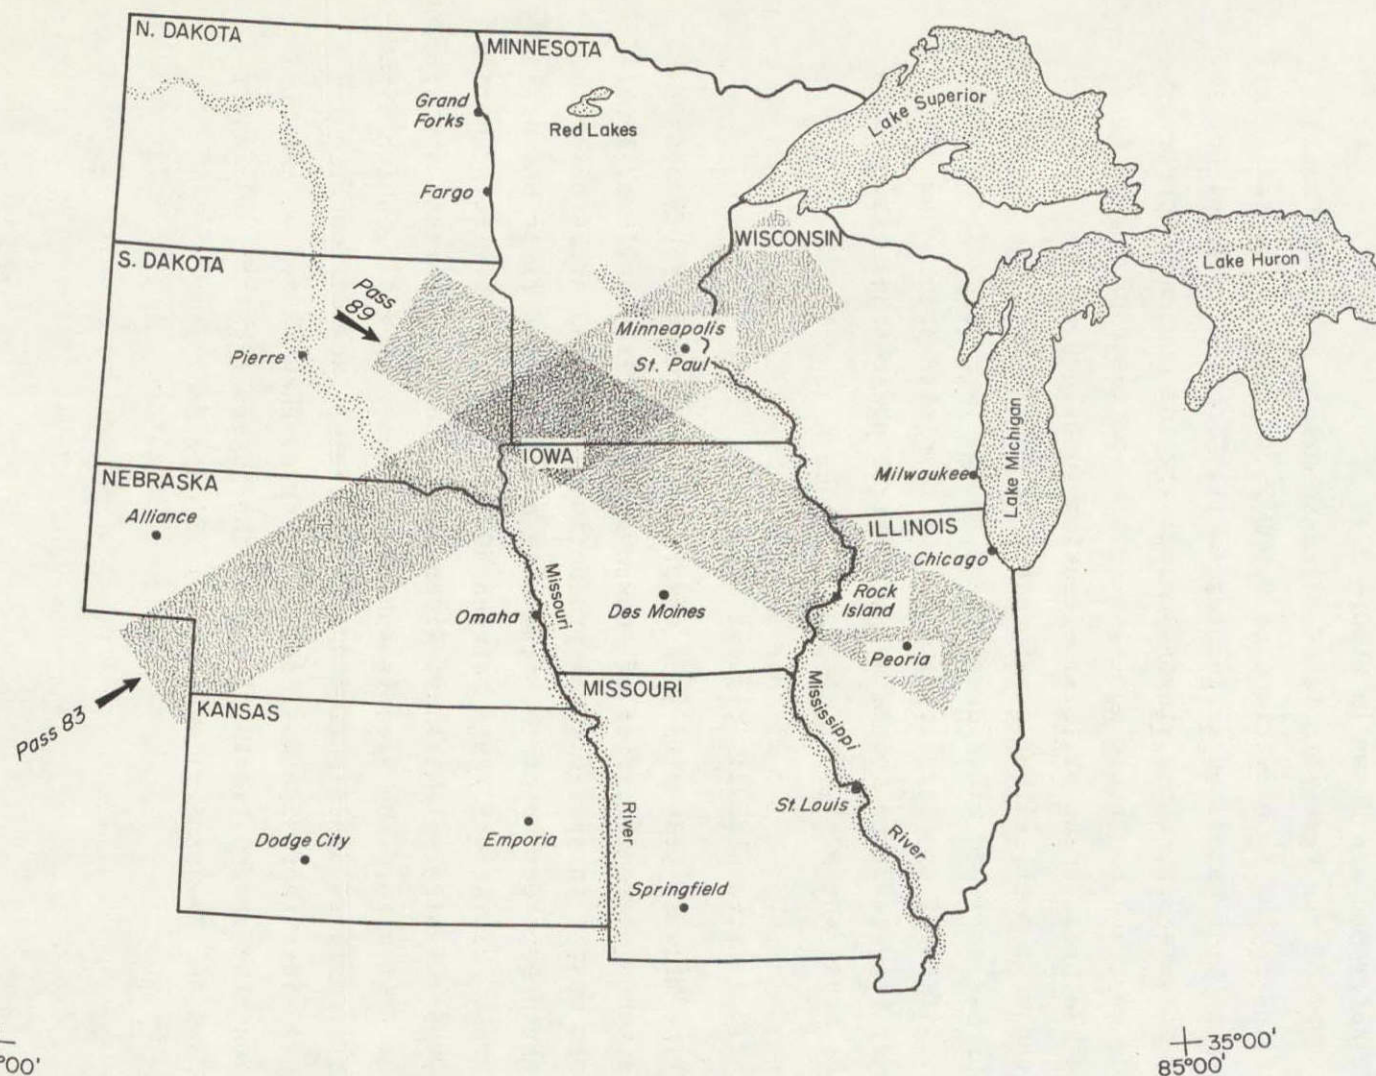 N. DAKOTA
MINNESOTA
Grand
Forks
Red Lakes
Lake Superior
Fargo
S. DAKOTA
WISCONSIN
Lake Huron
Pass
89
Minneapolis
St. Paul
Pierre
Lake Michigan
IOWA
Milwaukee
NEBRASKA
Alliance
ILLINOIS
Chicago
Missouri
Omaha
Des Moines
Rock
Island
Peoria
MISSOURI
Mississippi
KANSAS
Pass 83
St. Louis
River
River
Dodge City
Emporia
Springfield
35°00'
85°00'
°00'